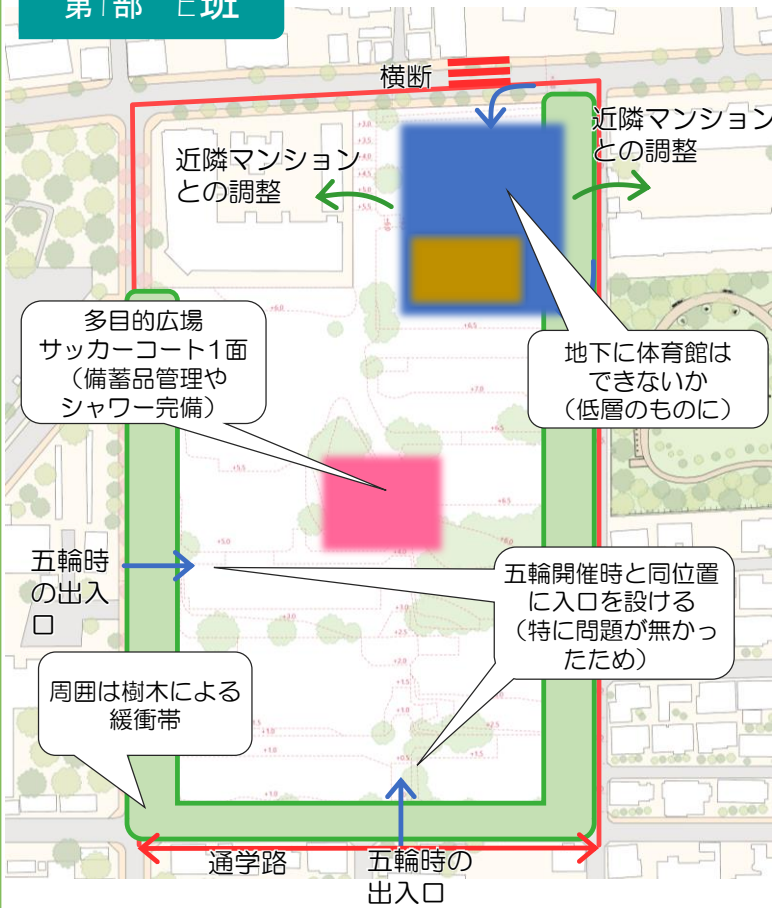 第1部 E班
横断
近隣マンション
との調整
近隣マンション
との調整
多目的広場
サッカーコート1面
（備蓄品管理や
シャワー完備）
地下に体育館は
できないか
（低層のものに）
五輪時
の出入
口
五輪開催時と同位置
に入口を設ける
（特に問題が無かっ
たため）
周囲は樹木による
緩衝帯
通学路
五輪時の
出入口